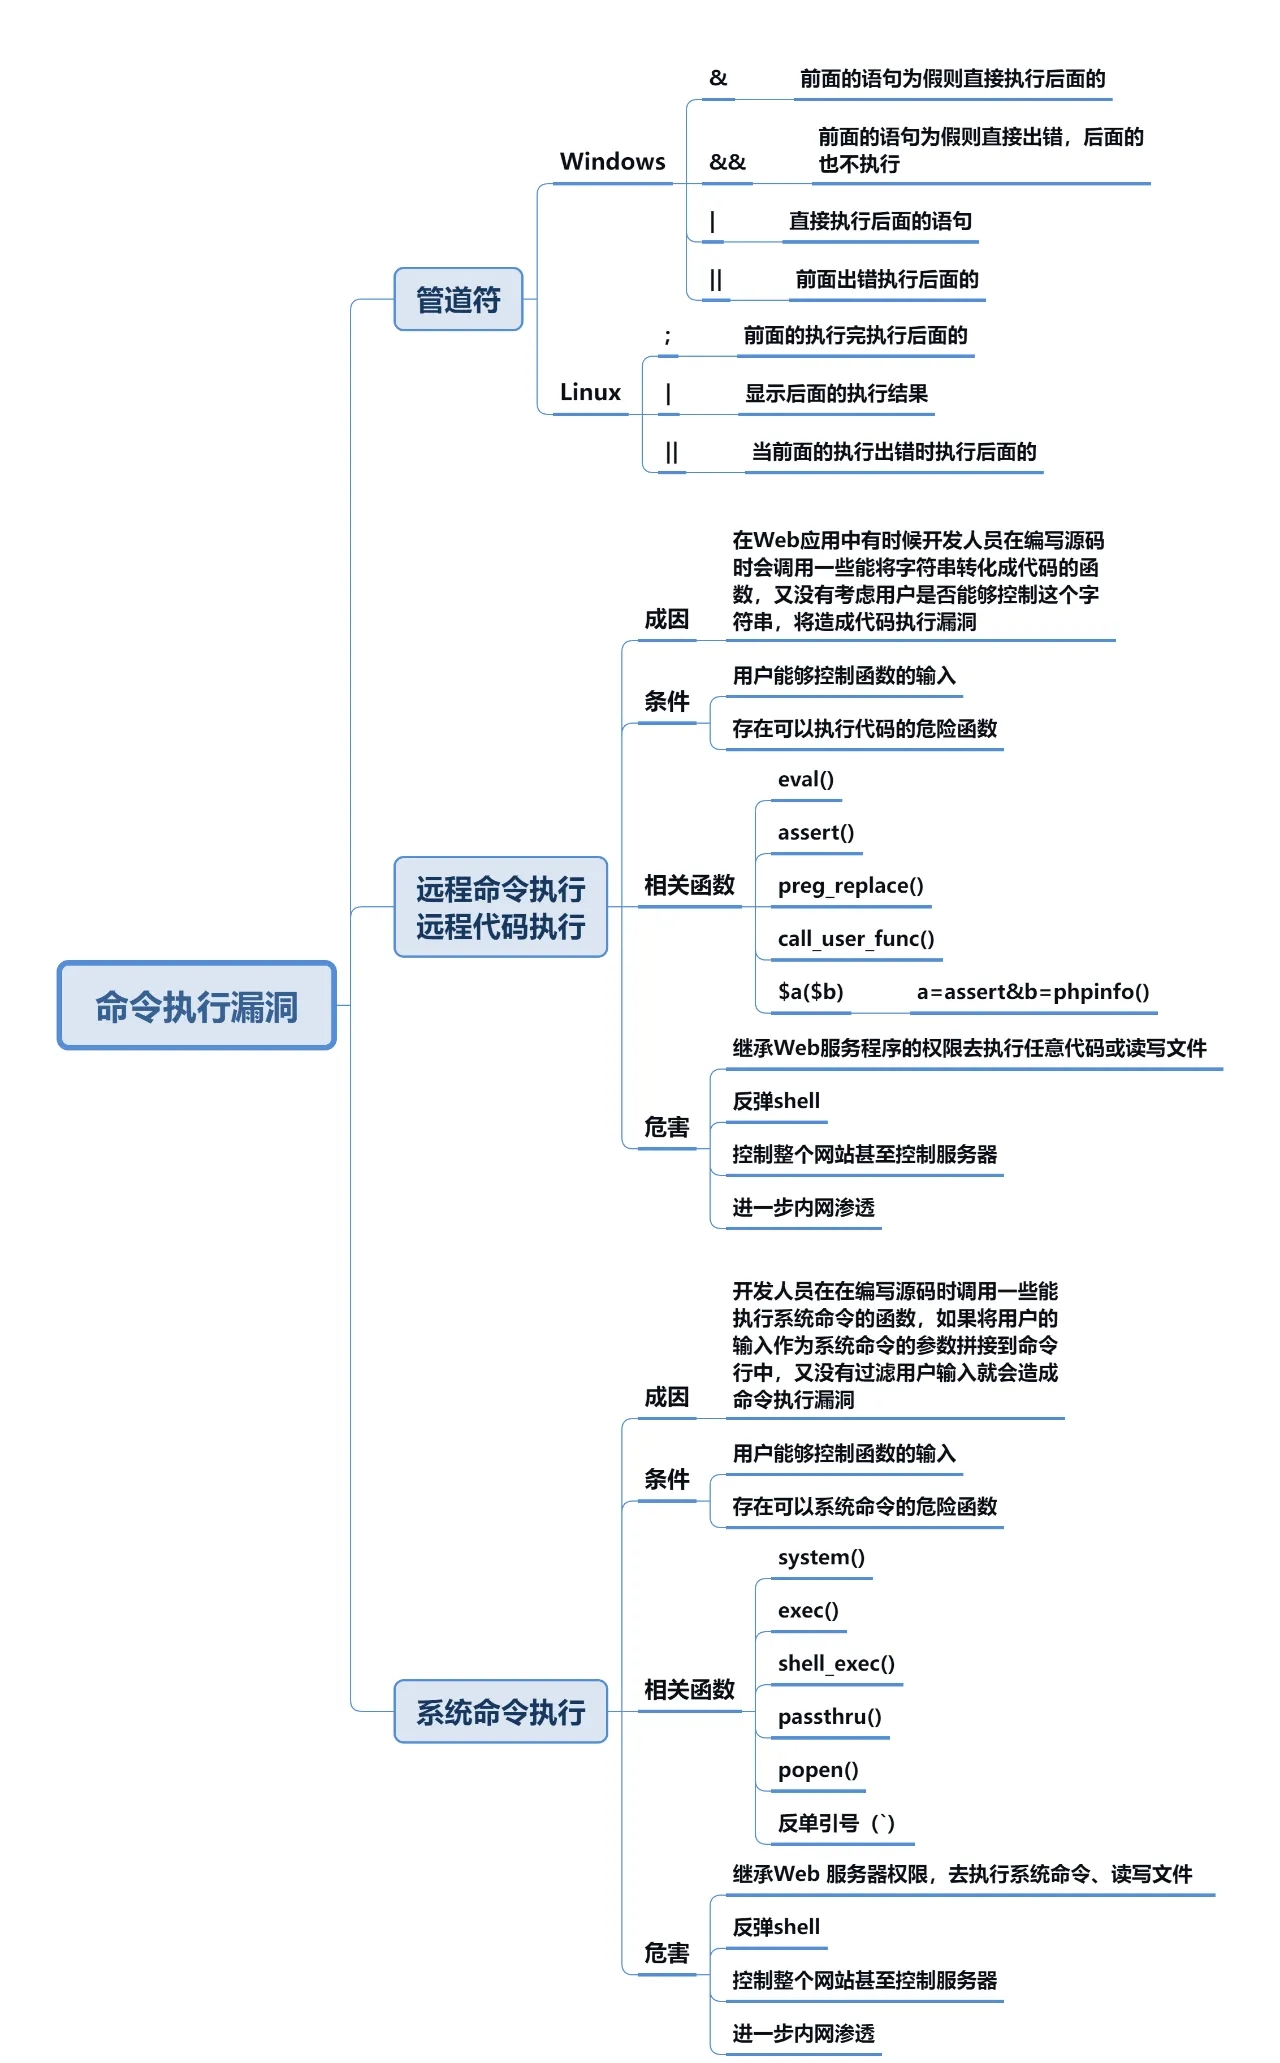 命令执行漏洞
管道符
Windows
&
前面的语句为假则直接执行后面的
&&
前面的语句为假则直接出错，后面的
也不执行
|
直接执行后面的语句
||
前面出错执行后面的
Linux
;
前面的执行完执行后面的
|
显示后面的执行结果
||
当前面的执行出错时执行后面的
远程命令执行
远程代码执行
成因
在Web应用中有时候开发人员在编写源码
时会调用一些能将字符串转化成代码的函
数，又没有考虑用户是否能够控制这个字
符串，将造成代码执行漏洞
条件
用户能够控制函数的输入
存在可以执行代码的危险函数
相关函数
eval()
assert()
preg_replace()
call_user_func()
$a($b)
a=assert&b=phpinfo()
危害
继承Web服务程序的权限去执行任意代码或读写文件
反弹shell
控制整个网站甚至控制服务器
进一步内网渗透
系统命令执行
成因
开发人员在在编写源码时调用一些能
执行系统命令的函数，如果将用户的
输入作为系统命令的参数拼接到命令
行中，又没有过滤用户输入就会造成
命令执行漏洞
条件
用户能够控制函数的输入
存在可以系统命令的危险函数
相关函数
system()
exec()
shell_exec()
passthru()
popen()
反单引号（`）
危害
继承Web 服务器权限，去执行系统命令、读写文件
反弹shell
控制整个网站甚至控制服务器
进一步内网渗透